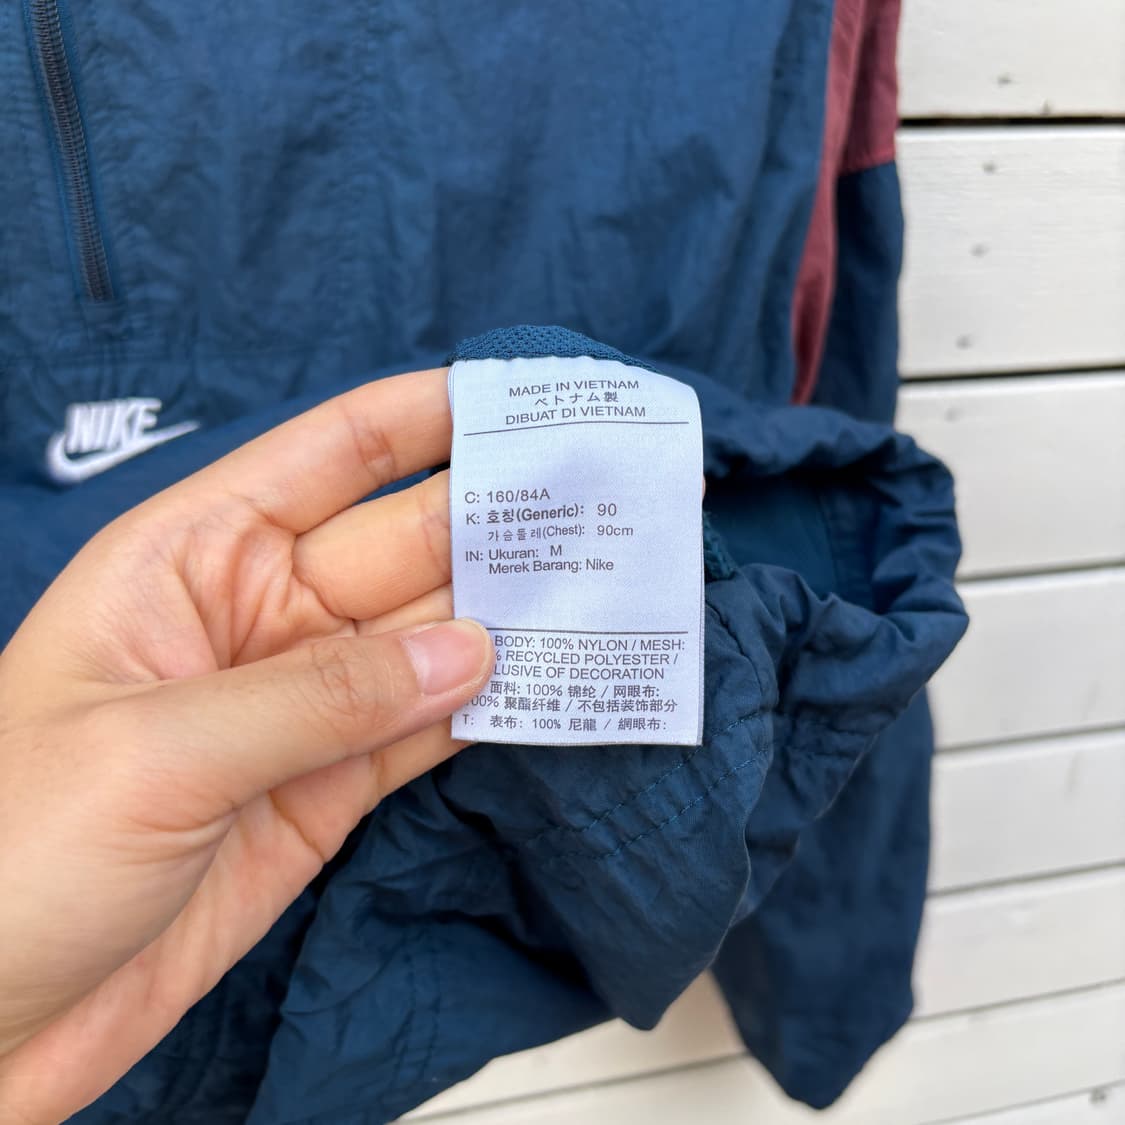 NIKE
MADE IN VIETNAM
ベトナム製
DIBUAT DI VIETNAM
C: 160/84A
K: 호칭(Generic): 90
가슴둘레(Chest): 90cm
IN: Ukuran: M
Merek Barang: Nike
BODY: 100% NYLON / MESH:
% RECYCLED POLYESTER /
LUSIVE OF DECORATION
面料: 100% 锦纶 / 网眼布:
100% 聚酯纤维 / 不包括装饰部分
T: 表布: 100% 尼龍 / 網眼布: